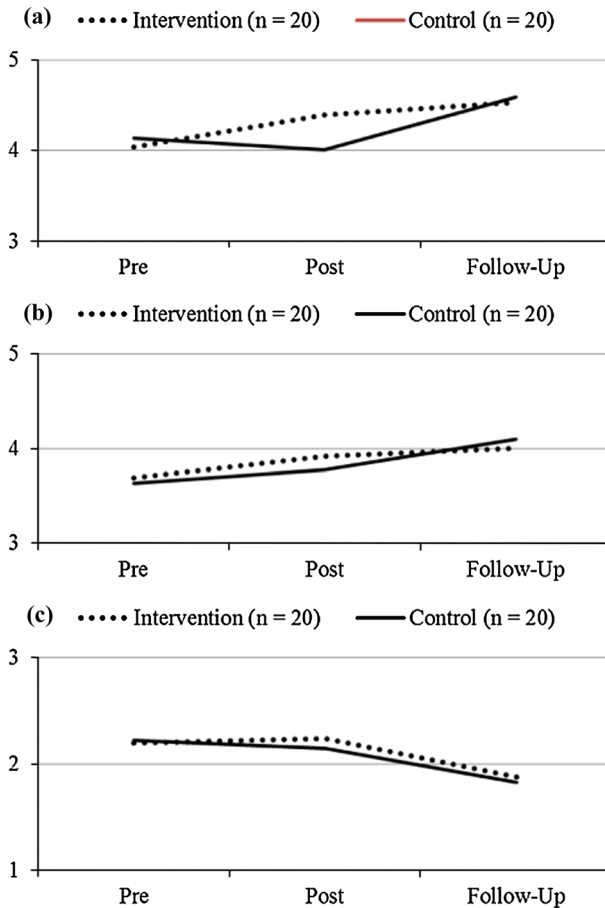 (a) Intervention (n = 20) Control (n = 20)
5
4
3
Pre Post Follow-Up
(b) Intervention (n = 20) Control (n = 20)
5
4
3
Pre Post Follow-Up
(c) Intervention (n = 20) Control (n = 20)
3
2
1
Pre Post Follow-Up